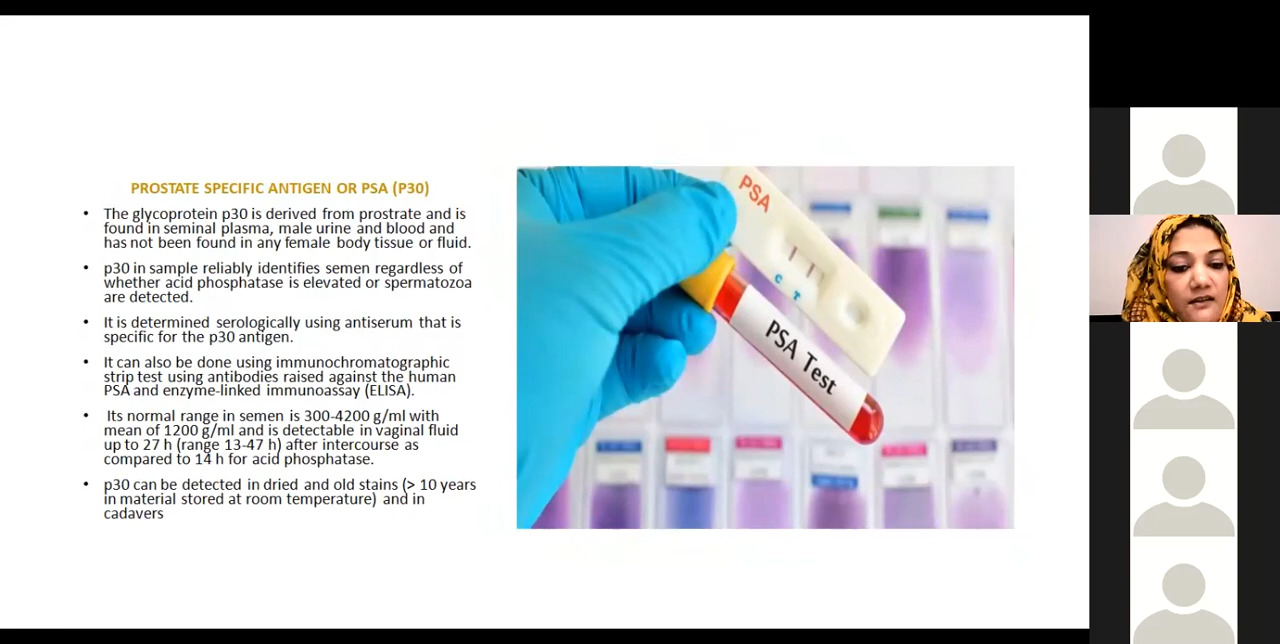 PROSTATE SPECIFIC ANTIGEN OR PSA (P30)
• The glycoprotein p30 is derived from prostrate and is
found in seminal plasma, male urine and blood and
has not been found in any female body tissue or fluid.
• p30 in sample reliably identifies semen regardless of
whether acid phosphatase is elevated or spermatozoa
are detected.
• It is determined serologically using antiserum that is
specific for the p30 antigen.
• It can also be done using immunochromatographic
strip test using antibodies raised against the human
PSA and enzyme-linked immunoassay (ELISA).
• Its normal range in semen is 300-4200 g/ml with
mean of 1200 g/ml and is detectable in vaginal fluid
up to 27 h (range 13-47 h) after intercourse as
compared to 14 h for acid phosphatase.
• p30 can be detected in dried and old stains (> 10 years
in material stored at room temperature) and in
cadavers
PSA
C T
PSA Test